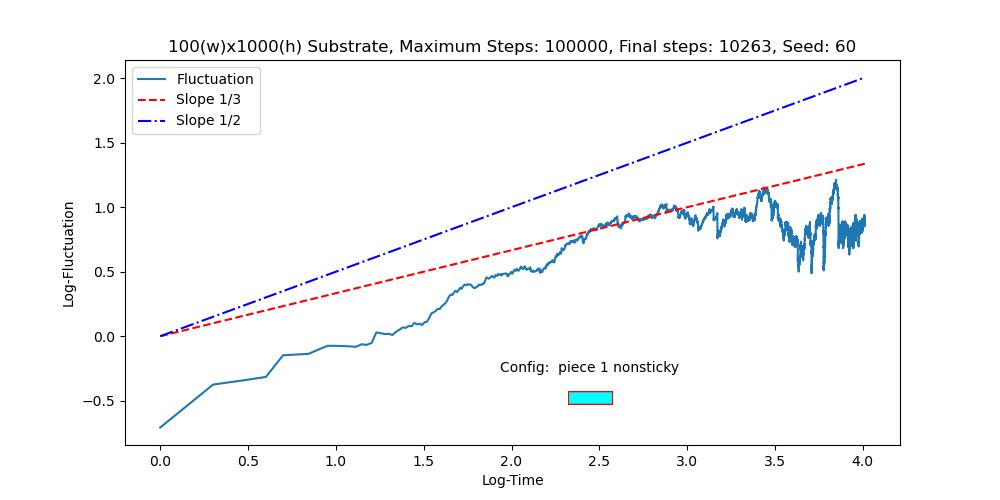 100(w)x1000(h) Substrate, Maximum Steps: 100000, Final steps: 10263, Seed: 60
Fluctuation
Slope 1/3
Slope 1/2
2.0
1.5
1.0
0.5
0.0
−0.5
Log-Fluctuation
Config:  piece 1 nonsticky
0.0 0.5 1.0 1.5 2.0 2.5 3.0 3.5 4.0
Log-Time